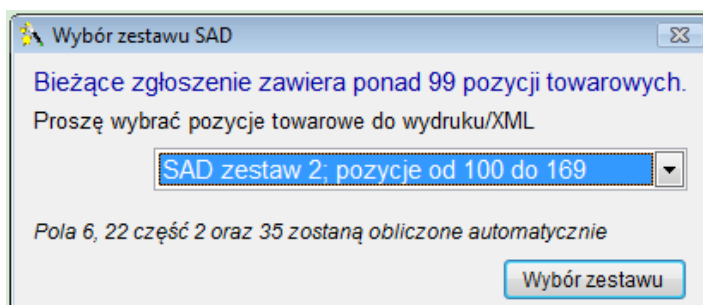 Wybór zestawu SAD
Bieżące zgłoszenie zawiera ponad 99 pozycji towarowych.
Proszę wybrać pozycje towarowe do wydruku/XML
SAD zestaw 2; pozycje od 100 do 169
Pola 6, 22 część 2 oraz 35 zostaną obliczone automatycznie
Wybór zestawu